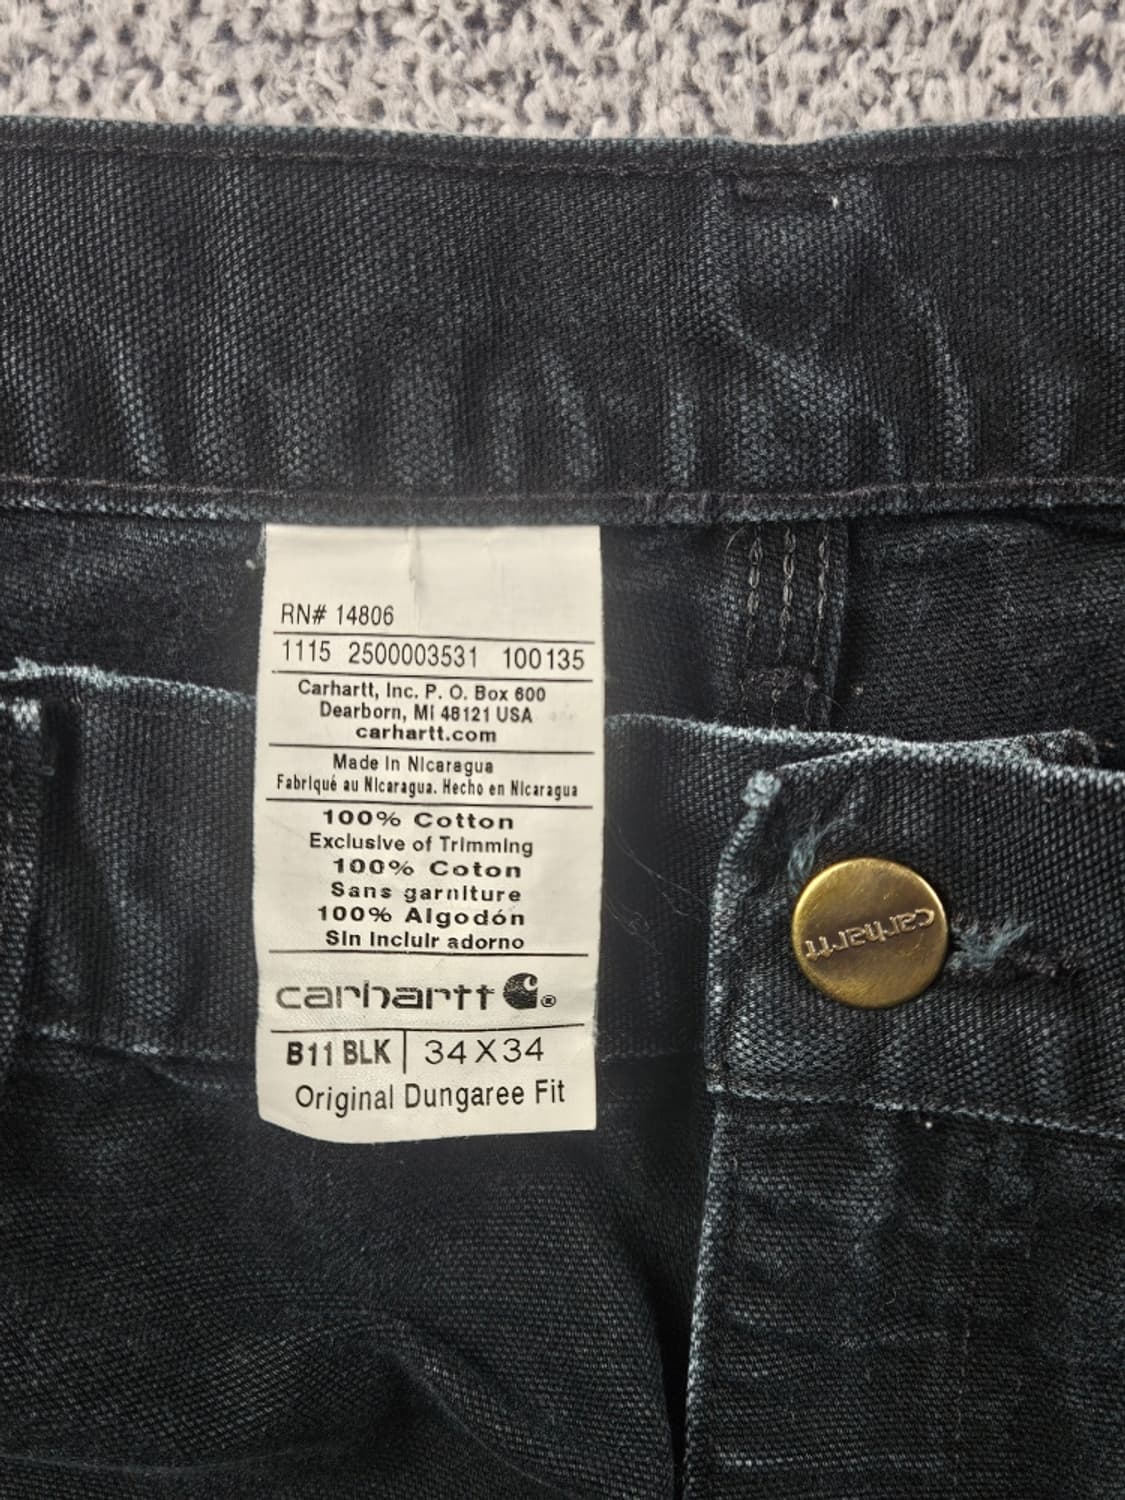 RN# 14806
1115 2500003531 100135
Carhartt, Inc. P. O. Box 600
Dearborn, MI 48121 USA
carhartt.com
Made In Nicaragua
Fabriqué au Nicaragua. Hecho en Nicaragua
100% Cotton
Exclusive of Trimming
100% Coton
Sans garniture
100% Algodón
Sin Incluir adorno
carhartt ®
B11 BLK | 34X34
Original Dungaree Fit
carhartt